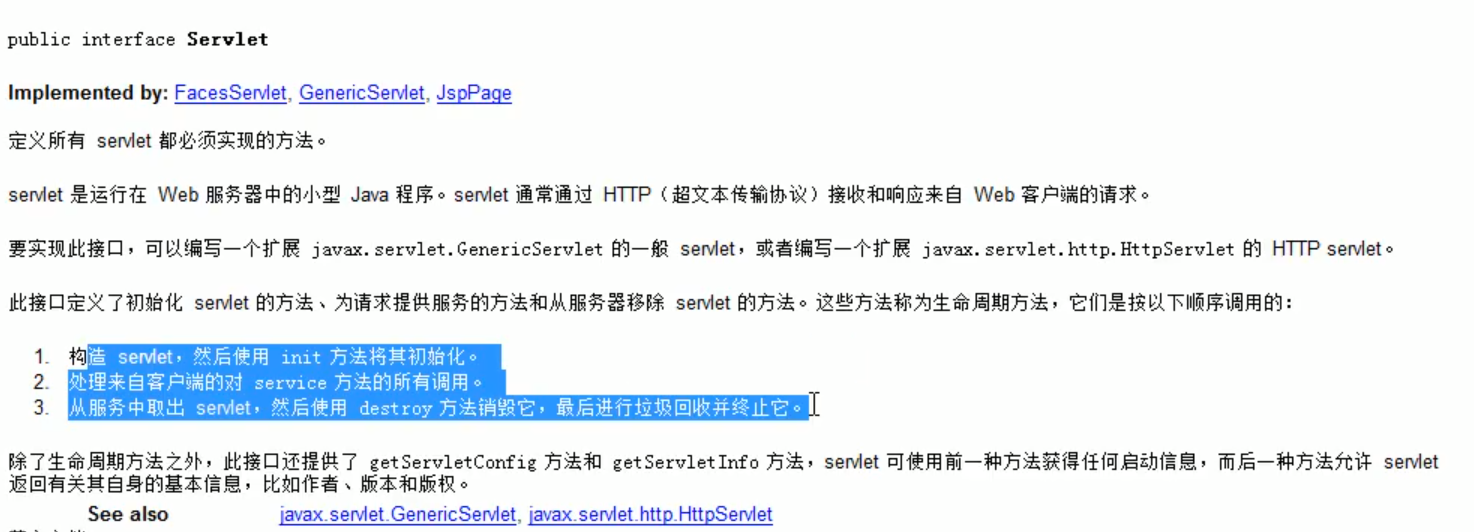 public interface Servlet
Implemented by: FacesServlet, GenericServlet, JspPage
定义所有 servlet 都必须实现的方法。
servlet 是运行在 Web 服务器中的小型 Java 程序。servlet 通常通过 HTTP（超文本传输协议）接收和响应来自 Web 客户端的请求。
要实现此接口，可以编写一个扩展 javax.servlet.GenericServlet 的一般 servlet，或者编写一个扩展 javax.servlet.http.HttpServlet 的 HTTP servlet。
此接口定义了初始化 servlet 的方法、为请求提供服务的方法和从服务器移除 servlet 的方法。这些方法称为生命周期方法，它们是按以下顺序调用的：
1. 构造 servlet，然后使用 init 方法将其初始化。
2. 处理来自客户端的对 service 方法的所有调用。
3. 从服务中取出 servlet，然后使用 destroy 方法销毁它，最后进行垃圾回收并终止它。
除了生命周期方法之外，此接口还提供了 getServletConfig 方法和 getServletInfo 方法，servlet 可使用前一种方法获得任何启动信息，而后一种方法允许 servlet
返回有关其自身的基本信息，比如作者、版本和版权。
See also javax.servlet.GenericServlet, javax.servlet.http.HttpServlet